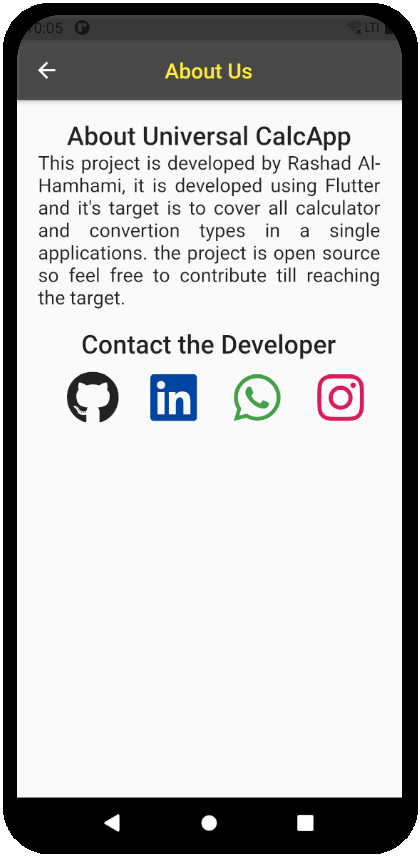 10:05 LTE
About Us
About Universal CalcApp
This project is developed by Rashad Al-
Hamhami, it is developed using Flutter
and it's target is to cover all calculator
and convertion types in a single
applications. the project is open source
so feel free to contribute till reaching
the target.
Contact the Developer
in